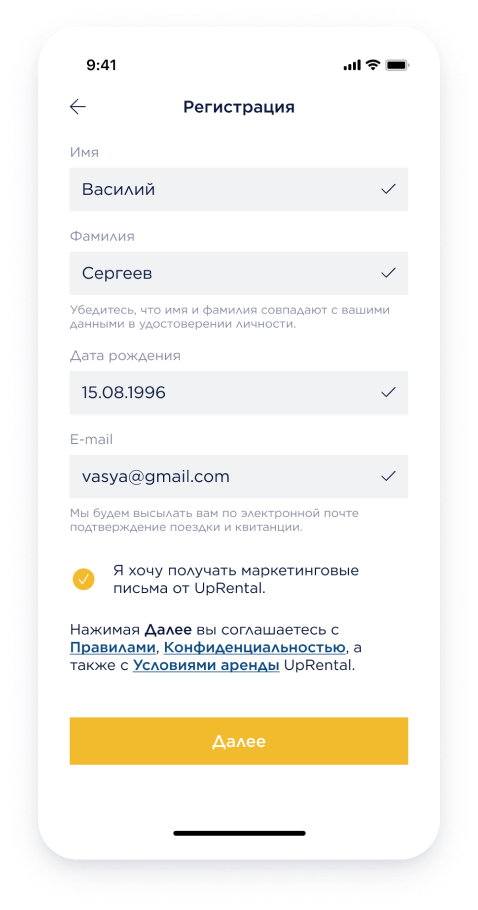 9:41
Регистрация
Имя
Василий
Фамилия
Сергеев
Убедитесь, что имя и фамилия совпадают с вашими
данными в удостоверении личности.
Дата рождения
15.08.1996
E-mail
vasya@gmail.com
Мы будем высылать вам по электронной почте
подтверждение поездки и квитанции.
Я хочу получать маркетинговые
письма от UpRental.
Нажимая Далее вы соглашаетесь с
Правилами, Конфиденциальностью, а
также с Условиями аренды UpRental.
Далее